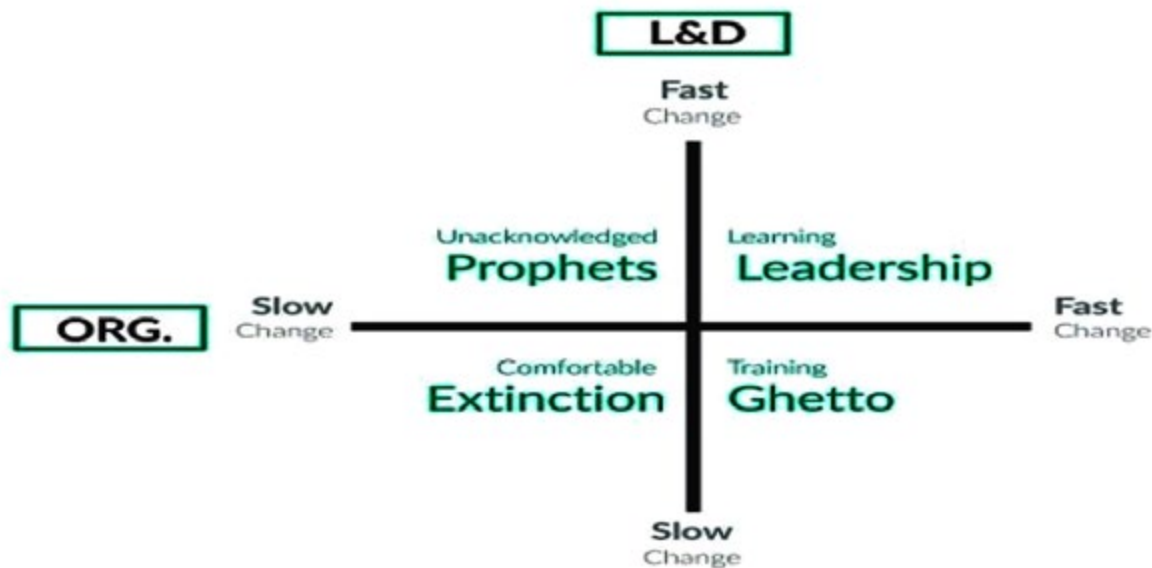 L&D
Fast
Change
Unacknowledged
Prophets
Learning
Leadership
ORG.
Slow
Change
Fast
Change
Comfortable
Extinction
Training
Ghetto
Slow
Change